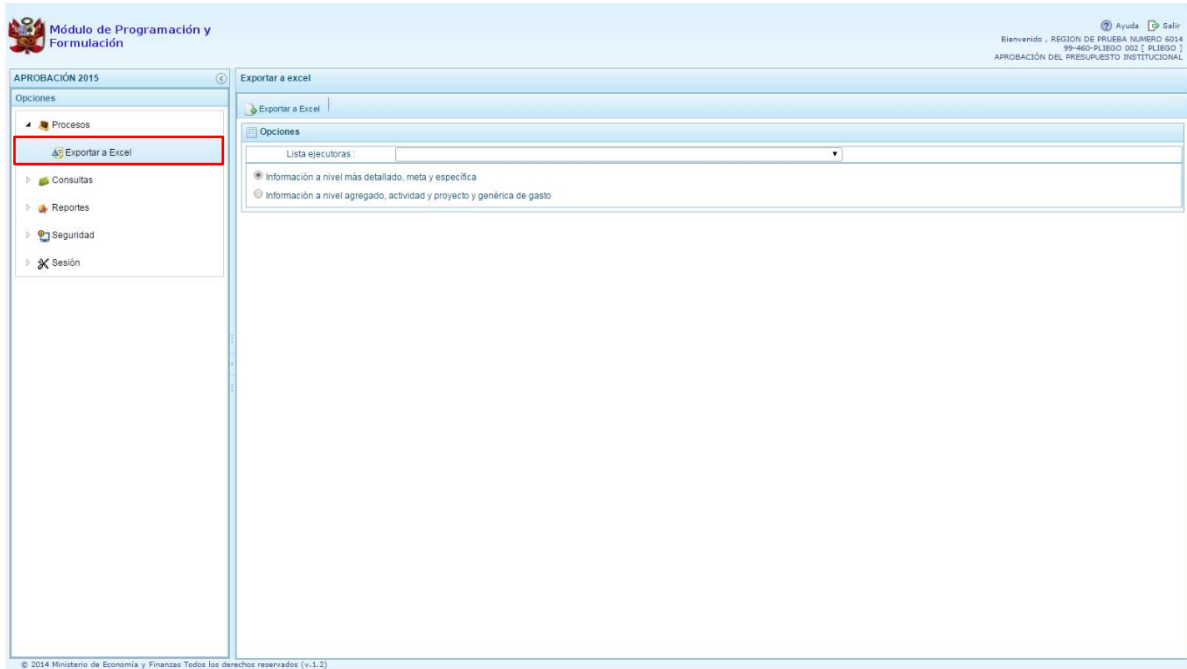 Módulo de Programación y
Formulación
Ayuda Salir
Bienvenido , REGION DE PRUEBA NUMERO 6014
99-460-PLIEGO 002 [ PLIEGO ]
APROBACIÓN DEL PRESUPUESTO INSTITUCIONAL
APROBACIÓN 2015
Opciones
Procesos
Exportar a Excel
Consultas
Reportes
Seguridad
Sesión
Exportar a excel
Exportar a Excel
Opciones
Lista ejecutoras :
Información a nivel más detallado, meta y específica
Información a nivel agregado, actividad y proyecto y genérica de gasto
© 2014 Ministerio de Economía y Finanzas Todos los derechos reservados (v.1.2)